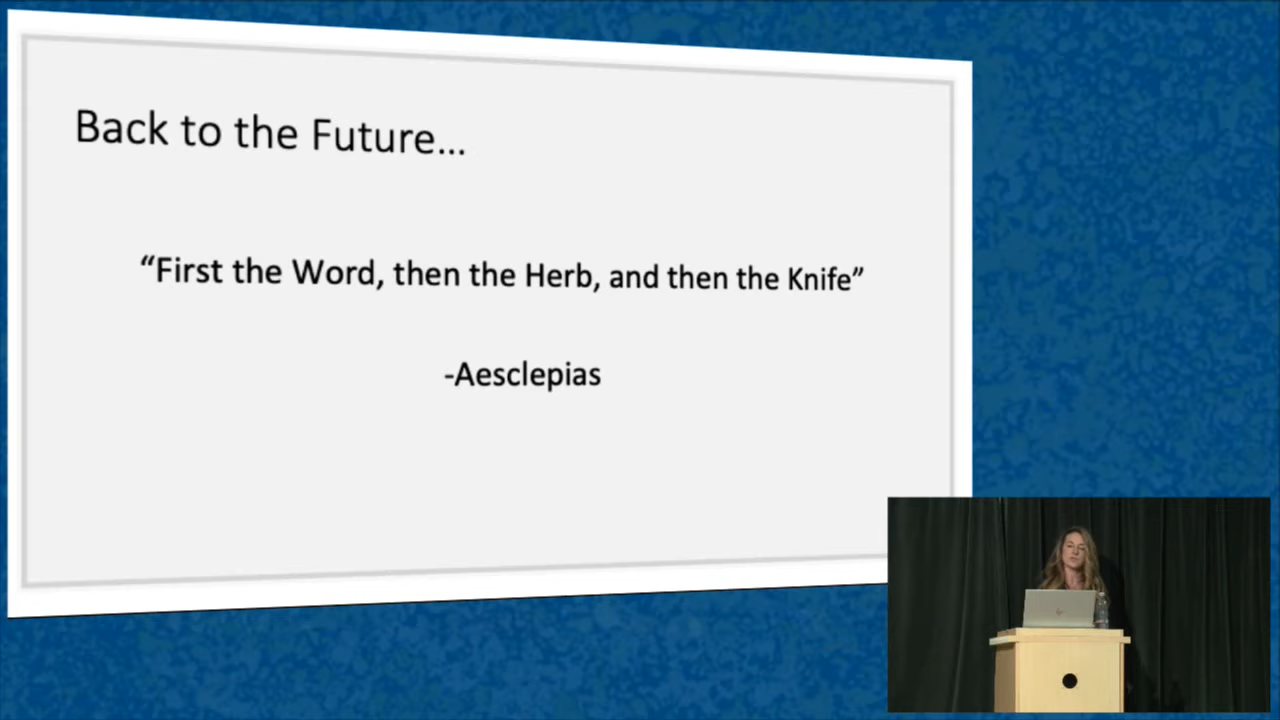 Back to the Future...
“First the Word, then the Herb, and then the Knife”
-Aesclepias